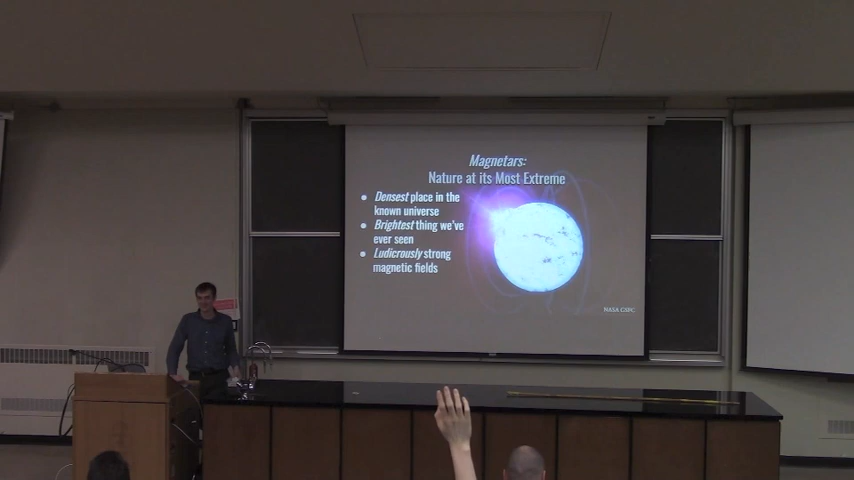 Magnetars:
Nature at its Most Extreme
● Densest place in the
known universe
● Brightest thing we've
ever seen
● Ludicrously strong
magnetic fields
NASA GSFC